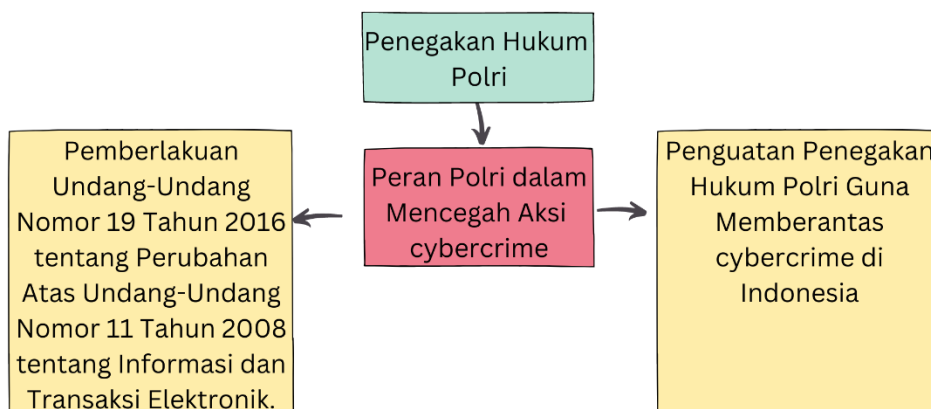 Penegakan Hukum
Polri
Peran Polri dalam
Mencegah Aksi
cybercrime
Pemberlakuan
Undang-Undang
Nomor 19 Tahun 2016
tentang Perubahan
Atas Undang-Undang
Nomor 11 Tahun 2008
tentang Informasi dan
Transaksi Elektronik.
Penguatan Penegakan
Hukum Polri Guna
Memberantas
cybercrime di
Indonesia